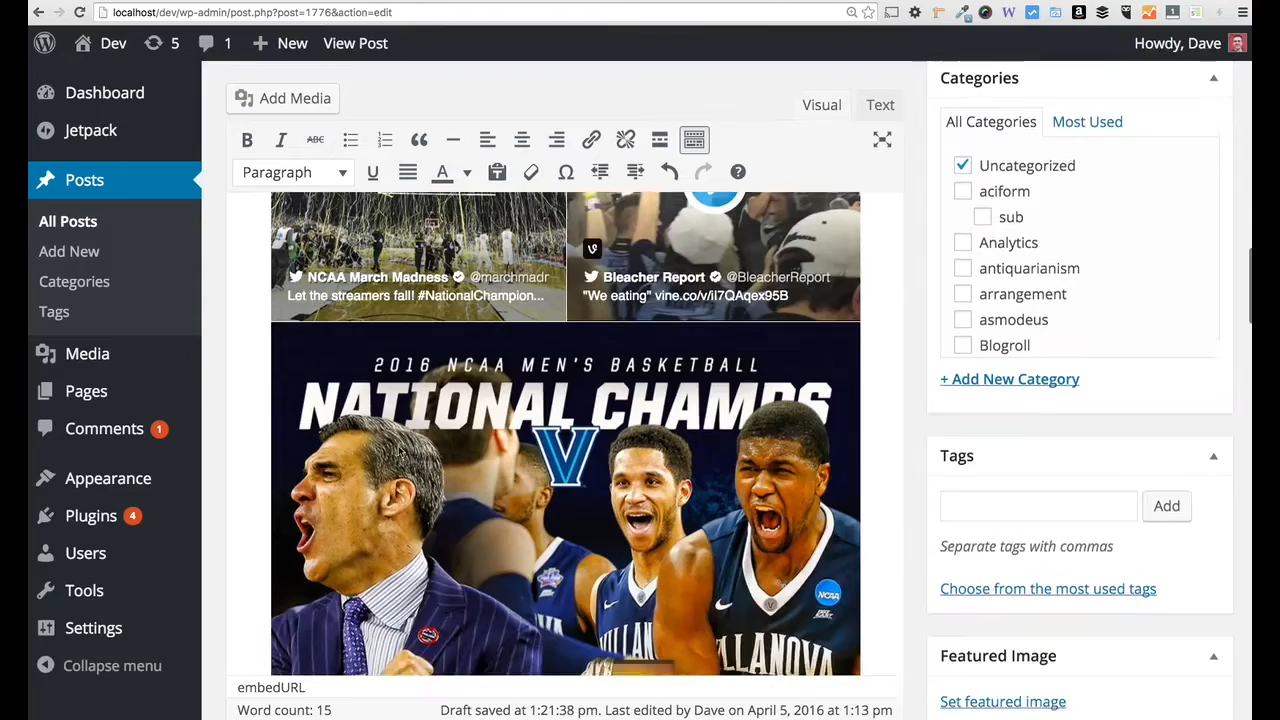 localhost/dev/wp-admin/post.php?post=1776&action=edit
Dev 5 1 New View Post Howdy, Dave
Dashboard
Jetpack
Posts
All Posts
Add New
Categories
Tags
Media
Pages
Comments 1
Appearance
Plugins 4
Users
Tools
Settings
Collapse menu
Add Media
Visual Text
B I ABC
Paragraph U A Ω ?
NCAA March Madness @marchmadr
Let the streamers fall! #NationalChampion...
Bleacher Report @BleacherReport
"We eating" vine.co/v/il7QAqex95B
2016 NCAA MEN'S BASKETBALL
NATIONAL CHAMPS
V
NCAA
VILLAN
VILLANOVA
embedURL
Word count: 15 Draft saved at 1:21:38 pm. Last edited by Dave on April 5, 2016 at 1:13 pm
Categories
All Categories Most Used
Uncategorized
aciform
sub
Analytics
antiquarianism
arrangement
asmodeus
Blogroll
+ Add New Category
Tags
Add
Separate tags with commas
Choose from the most used tags
Featured Image
Set featured image